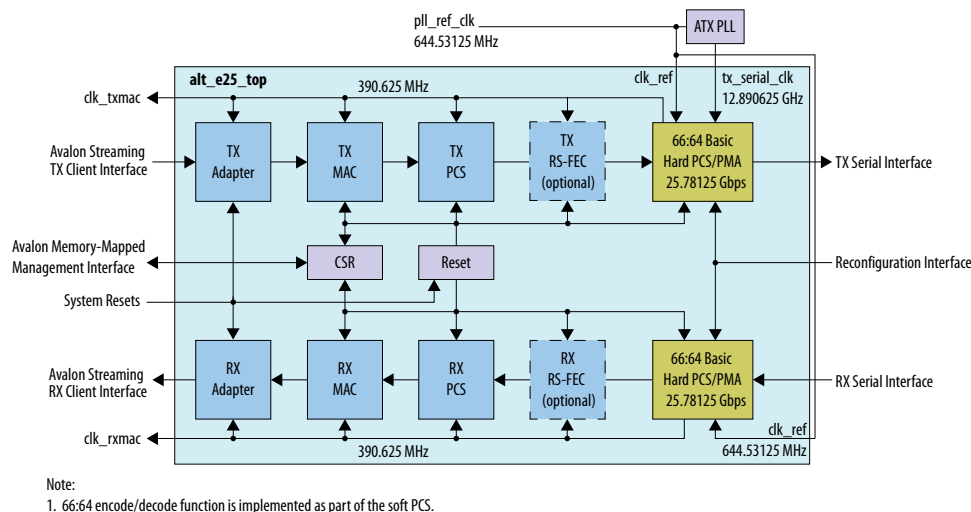 pll_ref_clk
644.53125 MHz
ATX PLL
alt_e25_top
clk_ref
tx_serial_clk
12.890625 GHz
390.625 MHz
clk_txmac
Avalon Streaming
TX Client Interface
TX
Adapter
TX
MAC
TX
PCS
TX
RS-FEC
(optional)
66:64 Basic
Hard PCS/PMA
25.78125 Gbps
TX Serial Interface
Avalon Memory-Mapped
Management Interface
CSR
Reset
Reconfiguration Interface
System Resets
Avalon Streaming
RX Client Interface
RX
Adapter
RX
MAC
RX
PCS
RX
RS-FEC
(optional)
66:64 Basic
Hard PCS/PMA
25.78125 Gbps
RX Serial Interface
clk_rxmac
390.625 MHz
clk_ref
644.53125 MHz
Note:
1. 66:64 encode/decode function is implemented as part of the soft PCS.